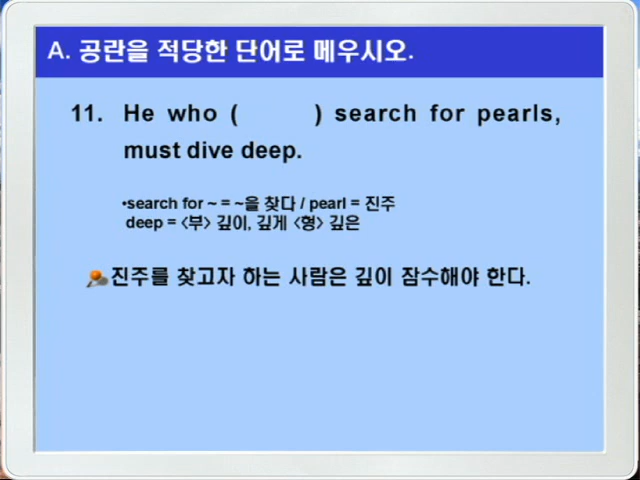 A. 공란을 적당한 단어로 메우시오.
11. He who (          ) search for pearls,
must dive deep.
•search for ~ = ~을 찾다 / pearl = 진주
deep = <부> 깊이, 깊게 <형> 깊은
진주를 찾고자 하는 사람은 깊이 잠수해야 한다.